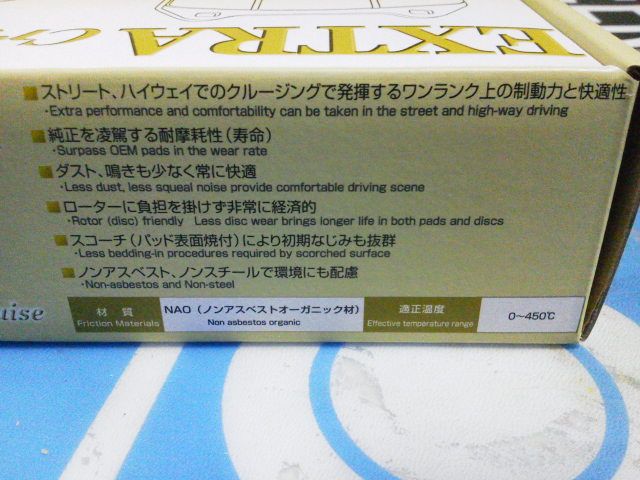 EXTRA
ストリート、ハイウェイでのクルージングで発揮するワンランク上の制動力と快適性
・Extra performance and comfortability can be taken in the street and high-way driving
純正を凌駕する耐摩耗性(寿命)
・Surpass OEM pads in the wear rate
ダスト、鳴きも少なく常に快適
・Less dust, less squeal noise provide comfortable driving scene
ローターに負担を掛けず非常に経済的
・Rotor (disc) friendly Less disc wear brings longer life in both pads and discs
スコーチ(パッド表面焼付)により初期なじみも抜群
・Less bedding-in procedures required by scorched surface
ノンアスベスト、ノンスチールで環境にも配慮
・Non-asbestos and Non-steel
材質 NAO(ノンアスベストオーガニック材) 適正温度 0~450℃
Friction Materials Non asbestos organic Effective temperature range